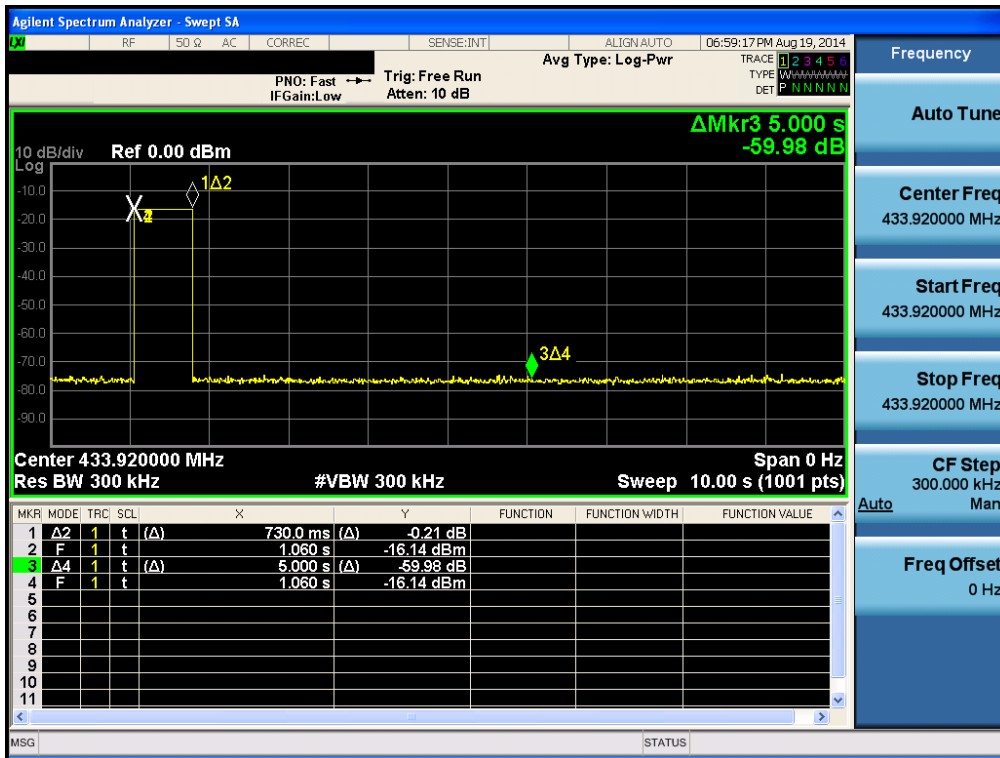 Agilent Spectrum Analyzer - Swept SA
LXI RF 50 Ω AC CORREC SENSE:INT ALIGN AUTO 06:59:17 PM Aug 19, 2014
PNO: Fast
IFGain:Low
Trig: Free Run
Atten: 10 dB
Avg Type: Log-Pwr
TRACE 1 2 3 4 5 6
TYPE W
DET P N N N N N
ΔMkr3 5.000 s
-59.98 dB
10 dB/div Ref 0.00 dBm
Log
-10.0
-20.0
-30.0
-40.0
-50.0
-60.0
-70.0
-80.0
-90.0
1Δ2
3Δ4
Center 433.920000 MHz Span 0 Hz
Res BW 300 kHz #VBW 300 kHz Sweep 10.00 s (1001 pts)
MKR MODE TRC SCL X Y FUNCTION FUNCTION WIDTH FUNCTION VALUE
1 Δ2 1 t (Δ) 730.0 ms (Δ) -0.21 dB
2 F 1 t 1.060 s -16.14 dBm
3 Δ4 1 t (Δ) 5.000 s (Δ) -59.98 dB
4 F 1 t 1.060 s -16.14 dBm
5
6
7
8
9
10
11
MSG STATUS
Frequency
Auto Tune
Center Freq
433.920000 MHz
Start Freq
433.920000 MHz
Stop Freq
433.920000 MHz
CF Step
300.000 kHz
Auto Man
Freq Offset
0 Hz